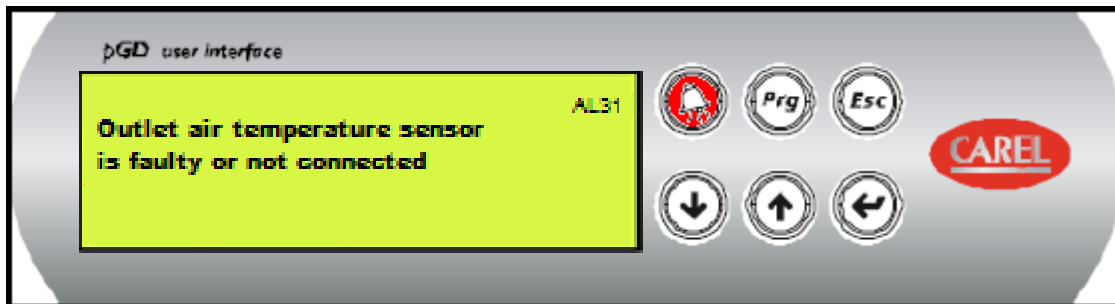 pGD user interface
AL31
Outlet air temperature sensor
is faulty or not connected
Prg
Esc
CAREL